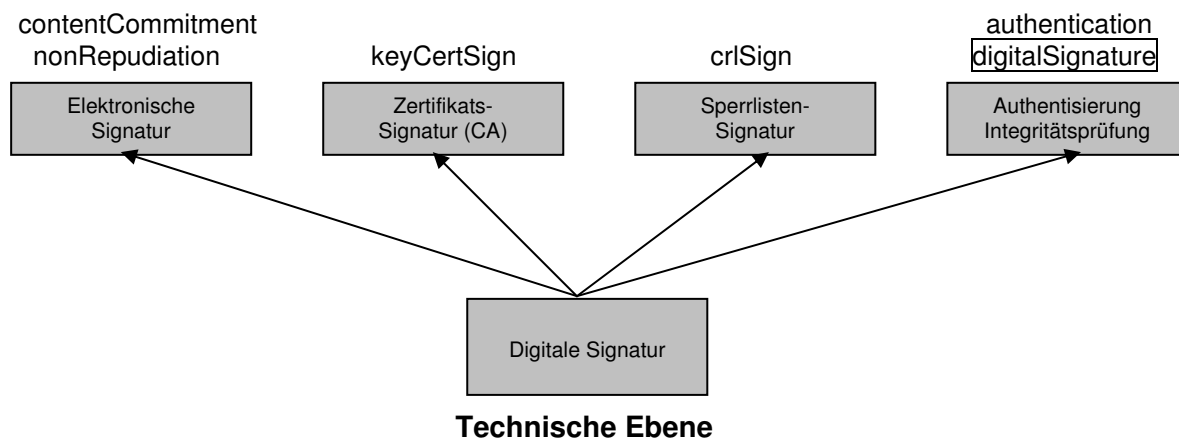 contentCommitment
nonRepudiation
keyCertSign
crlSign
authentication
digitalSignature
Elektronische
Signatur
Zertifikats-
Signatur (CA)
Sperrlisten-
Signatur
Authentisierung
Integritätsprüfung
Digitale Signatur
Technische Ebene